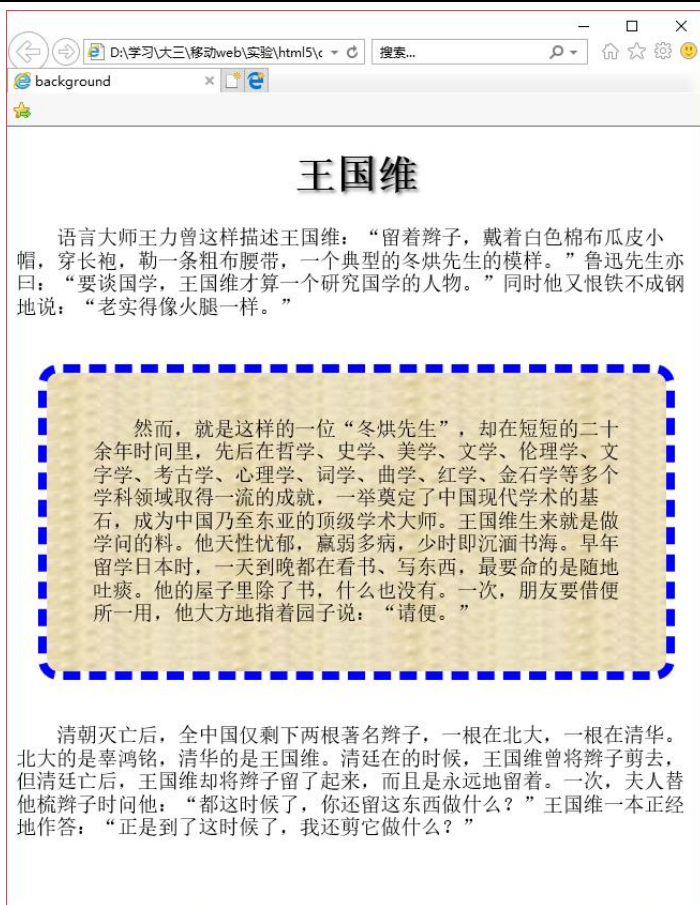 D:\学习\大三\移动web\实验\html5\c
搜索...
background
王国维
语言大师王力曾这样描述王国维：“留着辫子，戴着白色棉布瓜皮小
帽，穿长袍，勒一条粗布腰带，一个典型的冬烘先生的模样。”鲁迅先生亦
曰：“要谈国学，王国维才算一个研究国学的人物。”同时他又恨铁不成钢
地说：“老实得像火腿一样。”
然而，就是这样的一位“冬烘先生”，却在短短的二十
余年时间里，先后在哲学、史学、美学、文学、伦理学、文
字学、考古学、心理学、词学、曲学、红学、金石学等多个
学科领域取得一流的成就，一举奠定了中国现代学术的基
石，成为中国乃至东亚的顶级学术大师。王国维生来就是做
学问的料。他天性忧郁，羸弱多病，少时即沉湎书海。早年
留学日本时，一天到晚都在看书、写东西，最要命的是随地
吐痰。他的屋子里除了书，什么也没有。一次，朋友要借便
所一用，他大方地指着园子说：“请便。”
清朝灭亡后，全中国仅剩下两根著名辫子，一根在北大，一根在清华。
北大的是辜鸿铭，清华的是王国维。清廷在的时候，王国维曾将辫子剪去，
但清廷亡后，王国维却将辫子留了起来，而且是永远地留着。一次，夫人替
他梳辫子时问他：“都这时候了，你还留这东西做什么？”王国维一本正经
地作答：“正是到了这时候了，我还剪它做什么？”